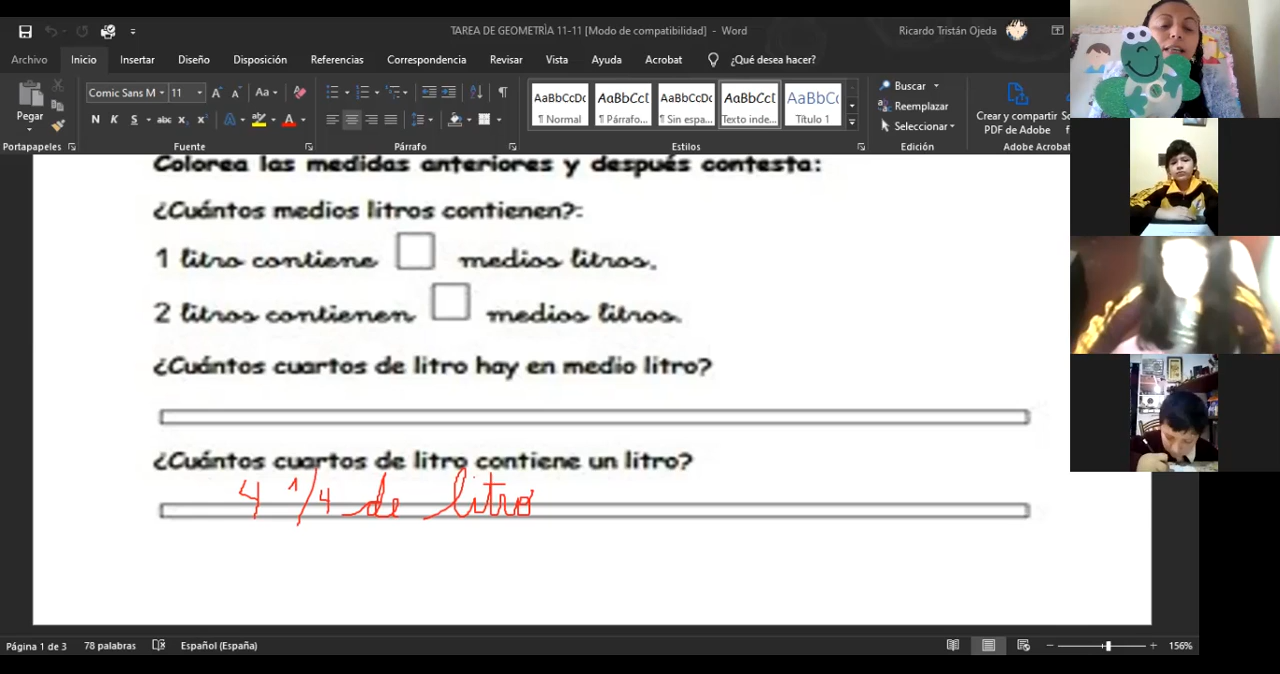 TAREA DE GEOMETRÌA 11-11 [Modo de compatibilidad] - Word
Ricardo Tristán Ojeda
Archivo Inicio Insertar Diseño Disposición Referencias Correspondencia Revisar Vista Ayuda Acrobat ¿Qué desea hacer?
Pegar
Comic Sans M 11
N K S abc x₂ x²
AaBbCcDc AaBbCcI AaBbCcDc AaBbCcI AaBbC
¶ Normal ¶ Párrafo... ¶ Sin espa... Texto inde... Título 1
Buscar
Reemplazar
Seleccionar
Crear y compartir
PDF de Adobe
Portapapeles Fuente Párrafo Estilos Edición Adobe Acrobat
Colorea las medidas anteriores y después contesta:
¿Cuántos medios litros contienen?:
1 litro contiene medios litros.
2 litros contienen medios litros.
¿Cuántos cuartos de litro hay en medio litro?
¿Cuántos cuartos de litro contiene un litro?
4 1/4 de litro
Página 1 de 3 78 palabras Español (España) 156%